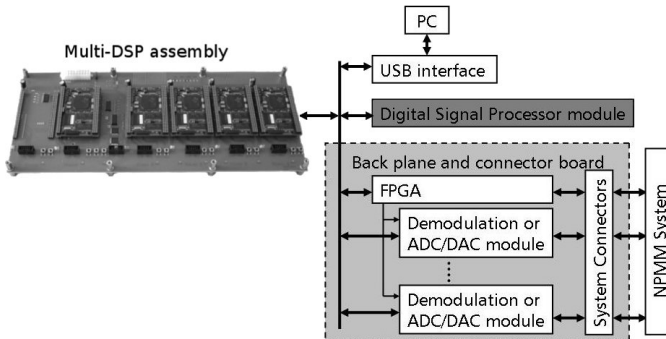 PC
Multi-DSP assembly
USB interface
Digital Signal Processor module
Back plane and connector board
FPGA
Demodulation or
ADC/DAC module
Demodulation or
ADC/DAC module
System Connectors
NPMM System